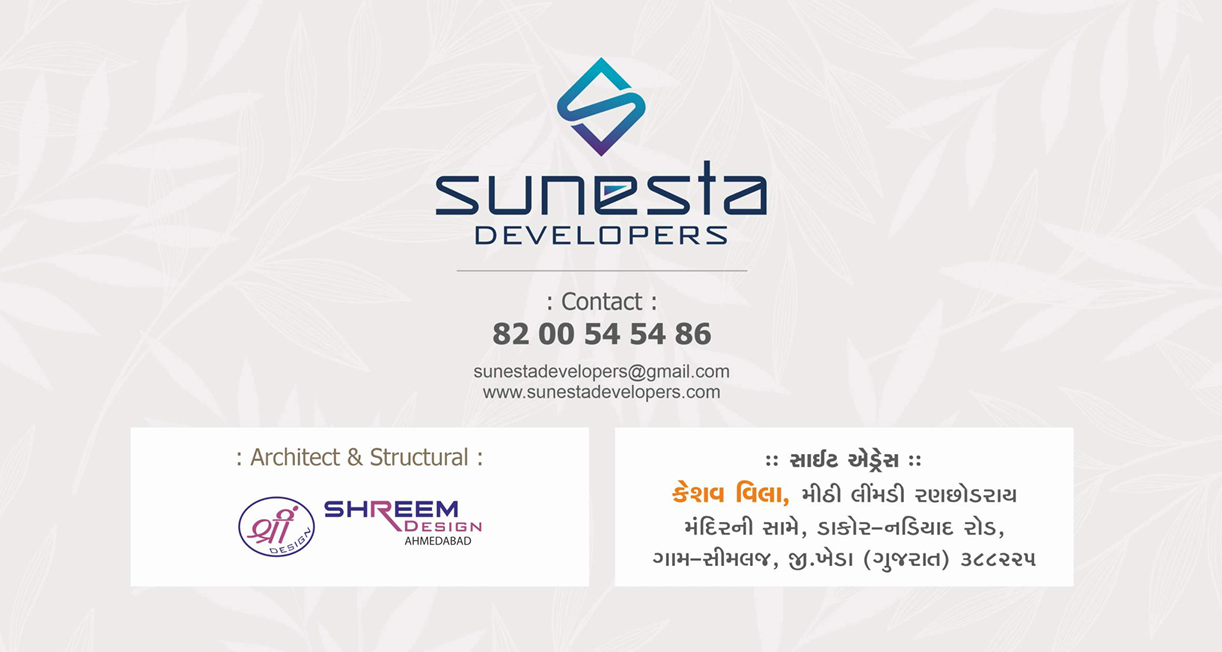 sunesta
DEVELOPERS
: Contact :
82 00 54 54 86
sunestadevelopers@gmail.com
www.sunestadevelopers.com
: Architect & Structural :
શ્રી
DESIGN
SHREEM
DESIGN
AHMEDABAD
:: સાઈટ એડ્રેસ ::
કેશવ વિલા, મીઠી લીંમડી રણછોડરાય
મંદિરની સામે, ડાકોર-નડિયાદ રોડ,
ગામ-સીમલજ, જી.ખેડા (ગુજરાત) ૩૮૮૨૨૫